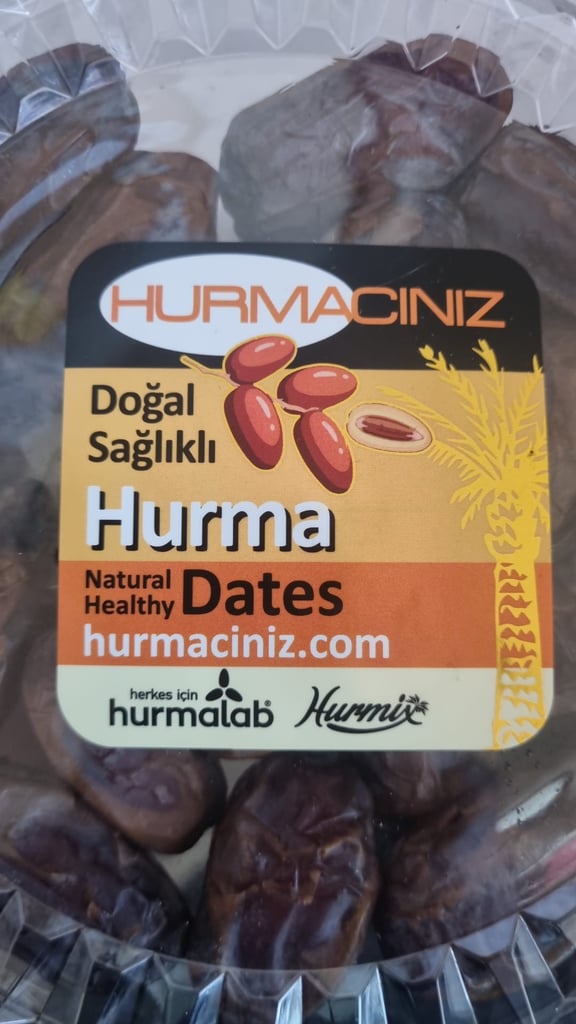 HURMACINIZ
Doğal
Sağlıklı
Hurma
Natural
Healthy
Dates
hurmaciniz.com
herkes için
hurmalab®
Hurmix